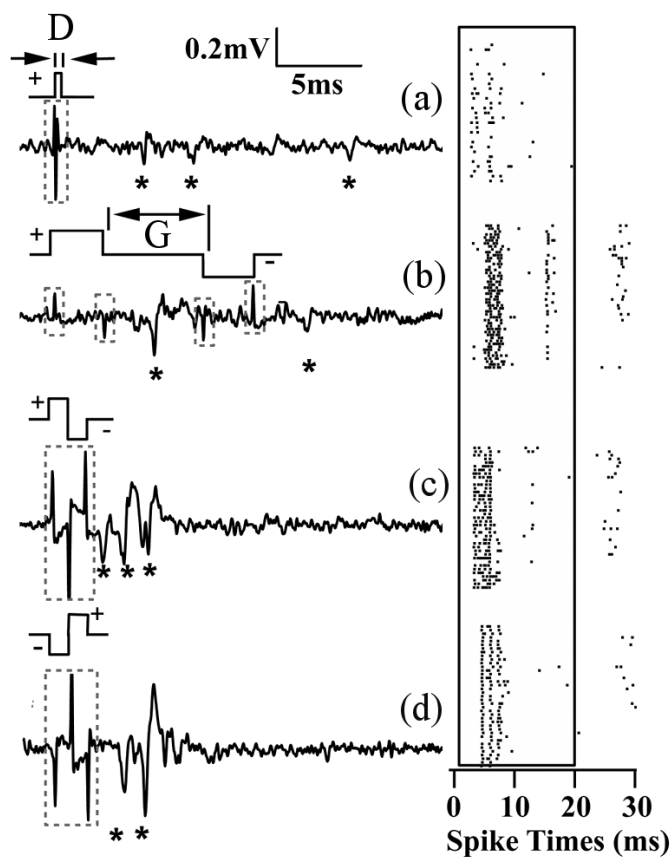 D
0.2mV
5ms
+
(a)
* * *
G
+
-
(b)
-
* *
+
-
(c)
* * *
+
-
(d)
* *
0 10 20 30
Spike Times (ms)